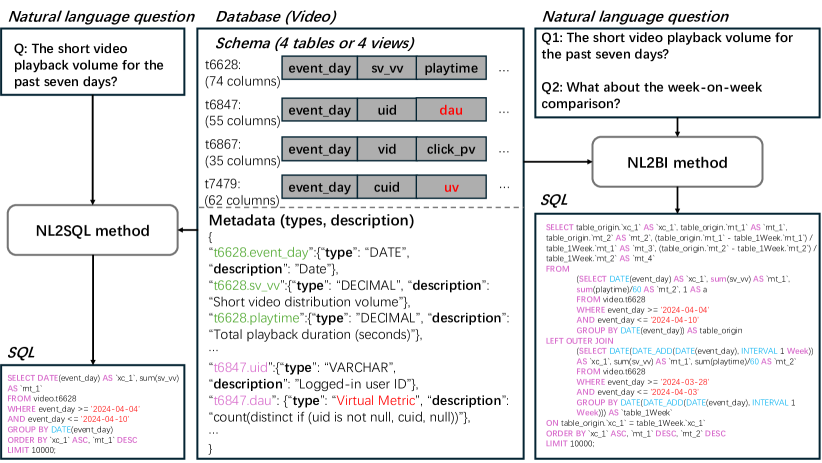 Natural language question
Q: The short video
playback volume for the
past seven days?
NL2SQL method
SQL
SELECT DATE(event_day) AS `xc_1`, sum(sv_vv)
AS `mt_1`
FROM video.t6628
WHERE event_day >= '2024-04-04'
AND event_day <= '2024-04-10'
GROUP BY DATE(event_day)
ORDER BY `xc_1` ASC, `mt_1` DESC
LIMIT 10000;
Database (Video)
Schema (4 tables or 4 views)
t6628: event_day sv_vv playtime ...
(74 columns)
t6847: event_day uid dau ...
(55 columns)
t6867: event_day vid click_pv ...
(35 columns)
t7479: event_day cuid uv ...
(62 columns)
Metadata (types, description)
{
“t6628.event_day”:{“type”: “DATE”,
“description”: ”Date”},
“t6628.sv_vv”:{“type”: “DECIMAL”, “description”:
“Short video distribution volume”},
“t6628.playtime”:{“type”: “DECIMAL”, “description”:
“Total playback duration (seconds)”},
...
“t6847.uid”:{“type”: “VARCHAR”,
“description”: ”Logged-in user ID”},
“t6847.dau”: {“type”: “Virtual Metric”, “description”:
“count(distinct if (uid is not null, cuid, null))”},
...
}
Natural language question
Q1: The short video playback volume for
the past seven days?
Q2: What about the week-on-week
comparison?
NL2BI method
SQL
SELECT table_origin.`xc_1` AS `xc_1`, table_origin.`mt_1` AS `mt_1`,
table_origin.`mt_2` AS `mt_2`, (table_origin.`mt_1` - table_1Week.`mt_1`) /
table_1Week.`mt_1` AS `mt_3`, (table_origin.`mt_2` - table_1Week.`mt_2`) /
table_1Week.`mt_2` AS `mt_4`
FROM
(SELECT DATE(event_day) AS `xc_1`, sum(sv_vv) AS `mt_1`,
sum(playtime)/60 AS `mt_2`, 1 AS a
FROM video.t6628
WHERE event_day >= '2024-04-04'
AND event_day <= '2024-04-10'
GROUP BY DATE(event_day)) AS table_origin
LEFT OUTER JOIN
(SELECT DATE(DATE_ADD(DATE(event_day), INTERVAL 1 Week))
AS `xc_1`, sum(sv_vv) AS `mt_1`, sum(playtime)/60 AS `mt_2`
FROM video.t6628
WHERE event_day >= '2024-03-28'
AND event_day <= '2024-04-03'
GROUP BY DATE(DATE_ADD(DATE(event_day), INTERVAL 1
Week))) AS `table_1Week`
ON table_origin.`xc_1` = table_1Week.`xc_1`
ORDER BY `xc_1` ASC, `mt_1` DESC, `mt_2` DESC
LIMIT 10000;